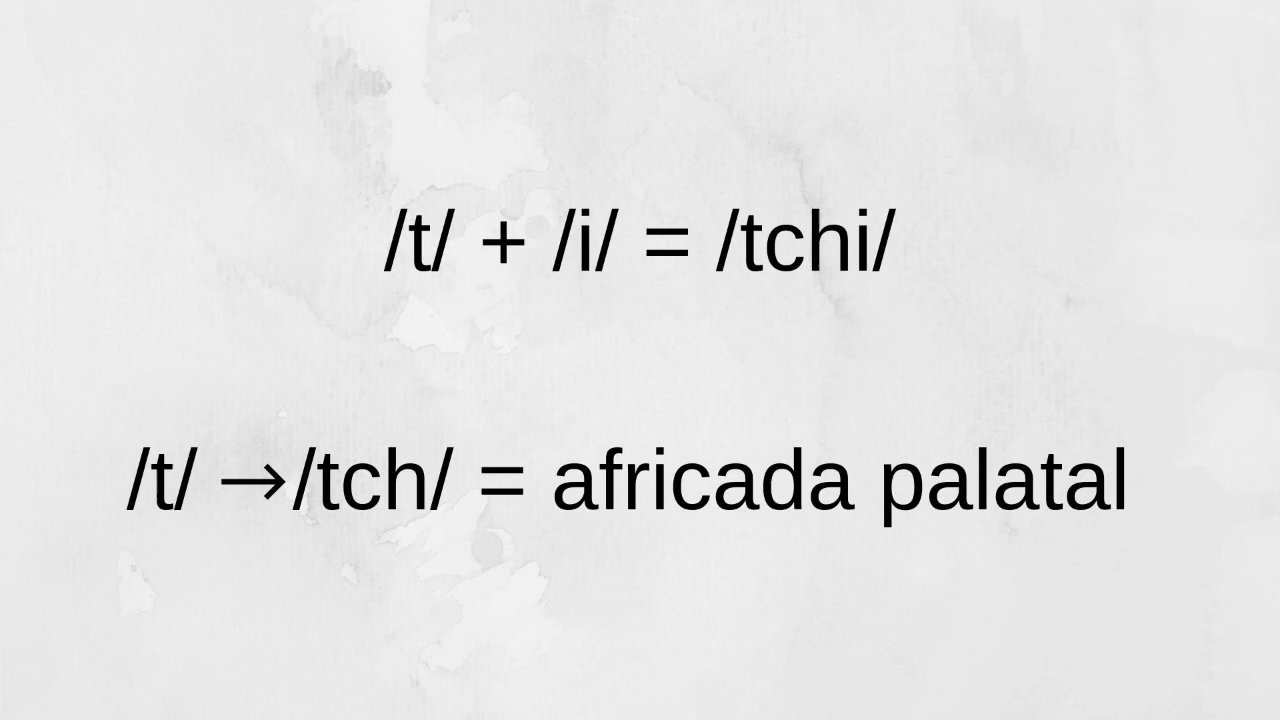 /t/ + /i/ = /tchi/
/t/ →/tch/ = africada palatal